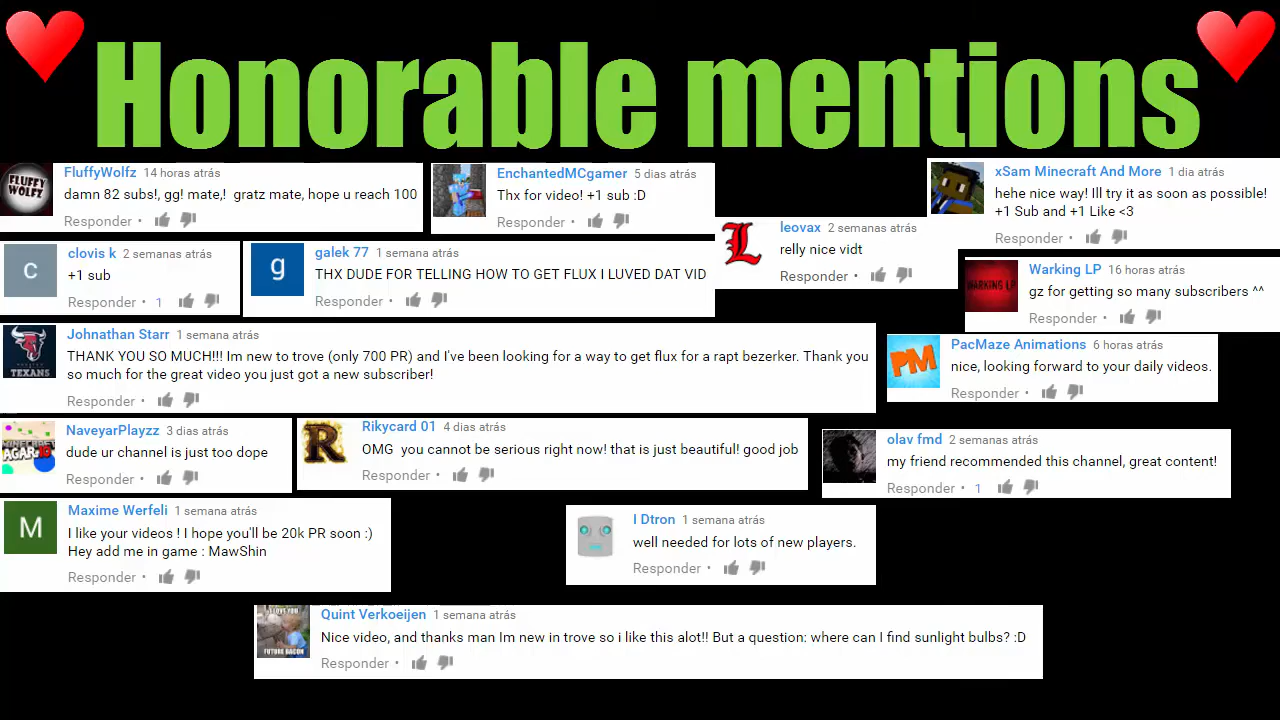 Honorable mentions
FLUFFY
WOLFZ
FluffyWolfz 14 horas atrás
damn 82 subs!, gg! mate,!  gratz mate, hope u reach 100
Responder •
EnchantedMCgamer 5 dias atrás
Thx for video! +1 sub :D
Responder •
xSam Minecraft And More 1 dia atrás
hehe nice way! Ill try it as soon as possible!
+1 Sub and +1 Like <3
Responder •
L
leovax 2 semanas atrás
relly nice vidt
Responder •
c
clovis k 2 semanas atrás
+1 sub
Responder • 1
g
galek 77 1 semana atrás
THX DUDE FOR TELLING HOW TO GET FLUX I LUVED DAT VID
Responder •
WARKING LP
Warking LP 16 horas atrás
gz for getting so many subscribers ^^
Responder •
TEXANS
Johnathan Starr 1 semana atrás
THANK YOU SO MUCH!!! Im new to trove (only 700 PR) and I've been looking for a way to get flux for a rapt bezerker. Thank you
so much for the great video you just got a new subscriber!
Responder •
PM
PacMaze Animations 6 horas atrás
nice, looking forward to your daily videos.
Responder •
MINECRAFT
AGAR.IO
NaveyarPlayzz 3 dias atrás
dude ur channel is just too dope
Responder •
R
Rikycard 01 4 dias atrás
OMG  you cannot be serious right now! that is just beautiful! good job
Responder •
olav fmd 2 semanas atrás
my friend recommended this channel, great content!
Responder • 1
M
Maxime Werfeli 1 semana atrás
I like your videos ! I hope you'll be 20k PR soon :)
Hey add me in game : MawShin
Responder •
I Dtron 1 semana atrás
well needed for lots of new players.
Responder •
I LOVE YOU
FUTURE BACON
Quint Verkoeijen 1 semana atrás
Nice video, and thanks man Im new in trove so i like this alot!! But a question: where can I find sunlight bulbs? :D
Responder •